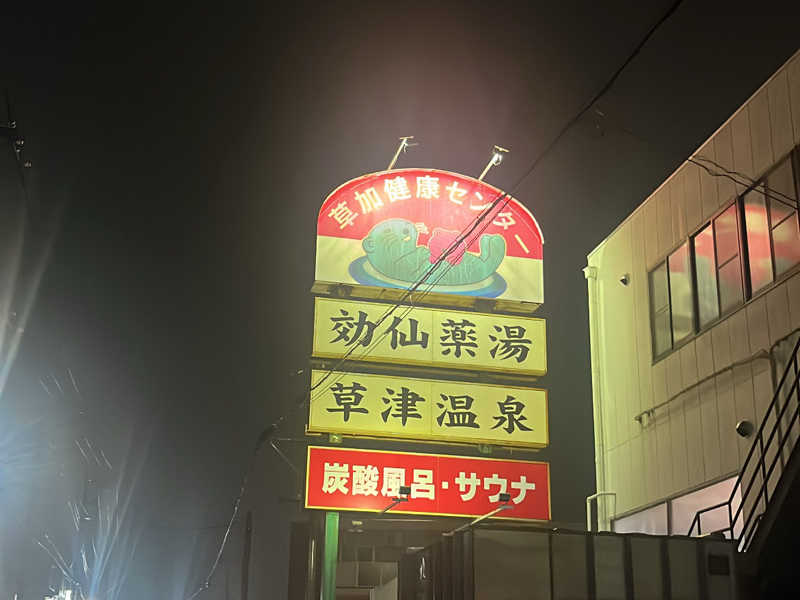 草加健康センター
効仙薬湯
草津温泉
炭酸風呂・サウナ